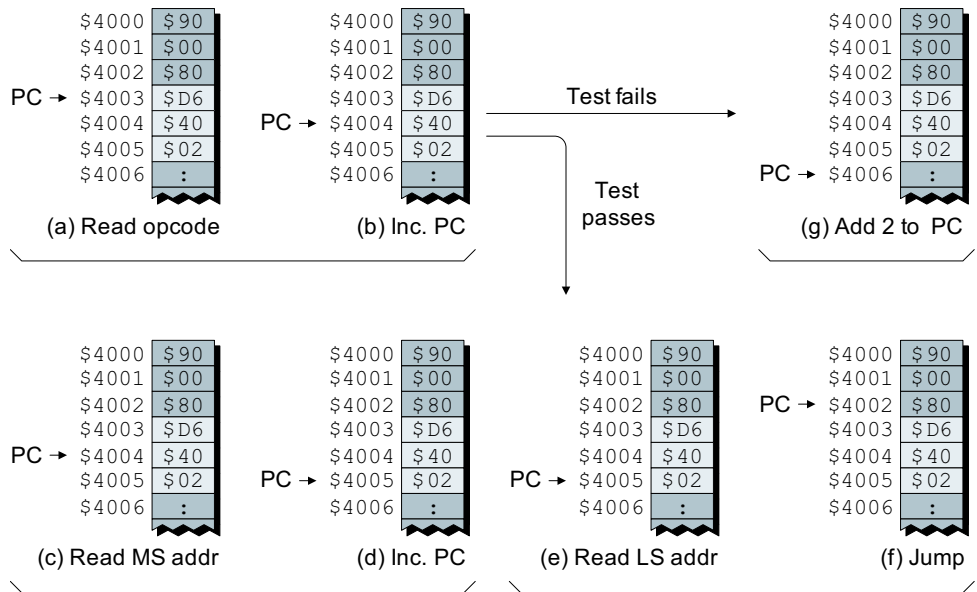 $4000 $90
$4001 $00
$4002 $80
PC → $4003 $D6
$4004 $40
$4005 $02
$4006 :
(a) Read opcode
$4000 $90
$4001 $00
$4002 $80
$4003 $D6
PC → $4004 $40
$4005 $02
$4006 :
(b) Inc. PC
Test fails
Test
passes
$4000 $90
$4001 $00
$4002 $80
$4003 $D6
$4004 $40
$4005 $02
PC → $4006 :
(g) Add 2 to PC
$4000 $90
$4001 $00
$4002 $80
$4003 $D6
PC → $4004 $40
$4005 $02
$4006 :
(c) Read MS addr
$4000 $90
$4001 $00
$4002 $80
$4003 $D6
$4004 $40
PC → $4005 $02
$4006 :
(d) Inc. PC
$4000 $90
$4001 $00
$4002 $80
$4003 $D6
$4004 $40
PC → $4005 $02
$4006 :
(e) Read LS addr
$4000 $90
$4001 $00
PC → $4002 $80
$4003 $D6
$4004 $40
$4005 $02
$4006 :
(f) Jump